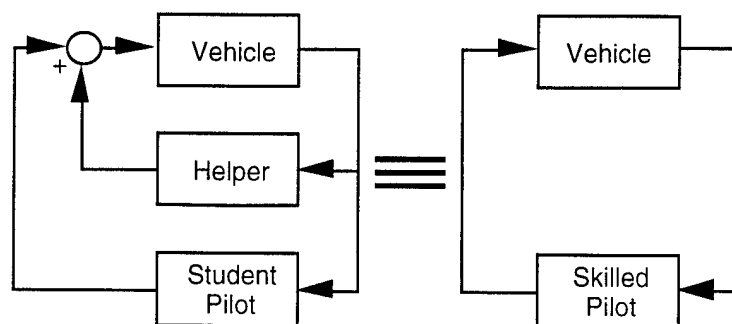 Vehicle
+
Helper
Student
Pilot
Vehicle
Skilled
Pilot